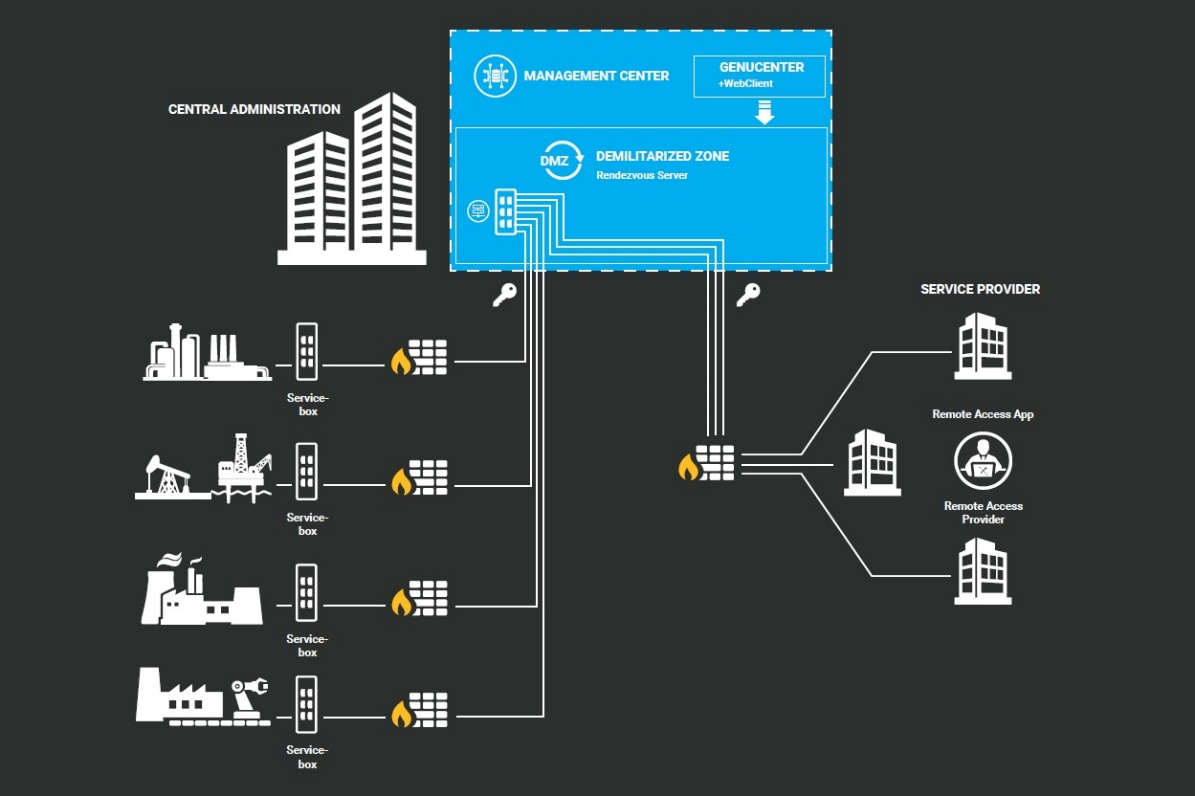 MANAGEMENT CENTER
GENUCENTER
+WebClient
CENTRAL ADMINISTRATION
DMZ
DEMILITARIZED ZONE
Rendezvous Server
SERVICE PROVIDER
Service-
box
Remote Access App
Service-
box
Remote Access
Provider
Service-
box
Service-
box